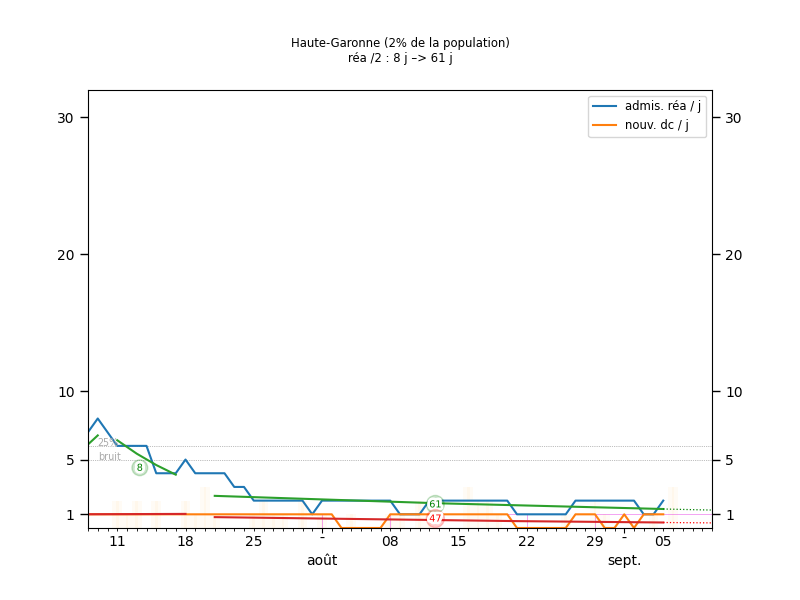 Haute-Garonne (2% de la population)
réa /2 : 8 j –> 61 j
admis. réa / j
nouv. dc / j
30 30
20 20
10 10
5 5
1 1
25%
bruit
8
61
47
11 18 25 - 08 15 22 29 - 05
août sept.